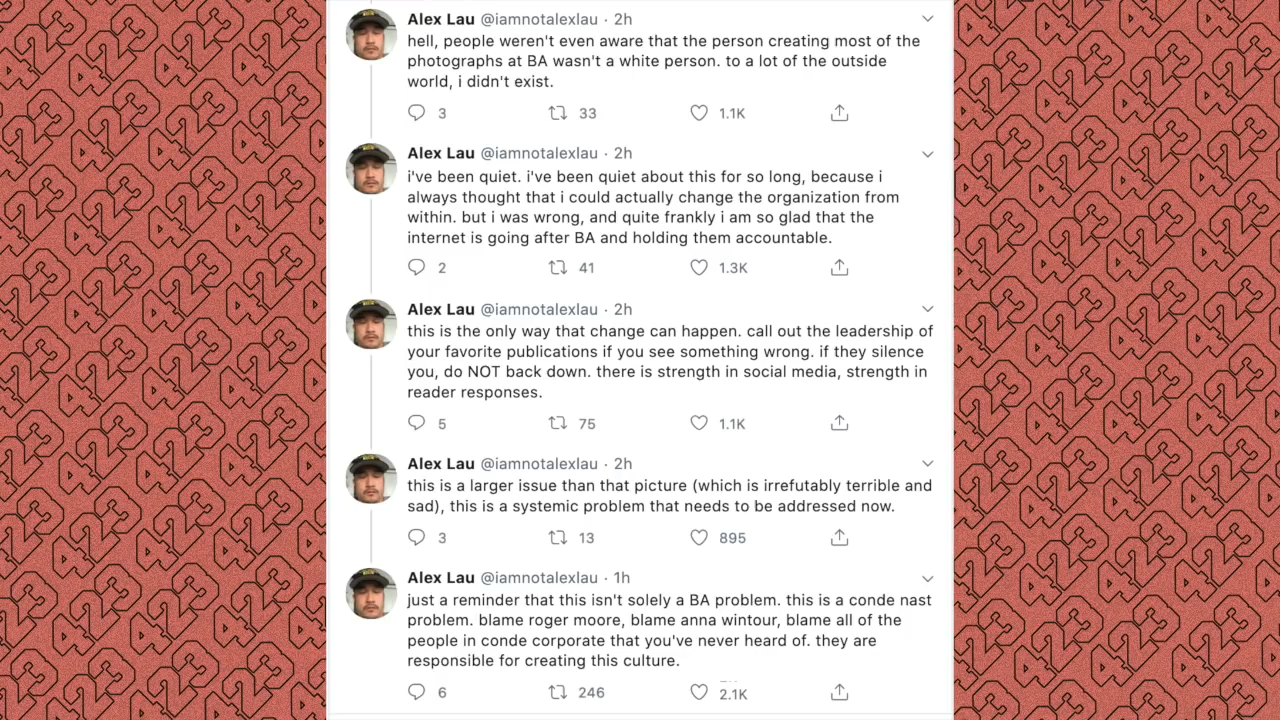 Alex Lau @iamnotalexlau · 2h
hell, people weren't even aware that the person creating most of the
photographs at BA wasn't a white person. to a lot of the outside
world, i didn't exist.
3 33 1.1K
Alex Lau @iamnotalexlau · 2h
i've been quiet. i've been quiet about this for so long, because i
always thought that i could actually change the organization from
within. but i was wrong, and quite frankly i am so glad that the
internet is going after BA and holding them accountable.
2 41 1.3K
Alex Lau @iamnotalexlau · 2h
this is the only way that change can happen. call out the leadership of
your favorite publications if you see something wrong. if they silence
you, do NOT back down. there is strength in social media, strength in
reader responses.
5 75 1.1K
Alex Lau @iamnotalexlau · 2h
this is a larger issue than that picture (which is irrefutably terrible and
sad), this is a systemic problem that needs to be addressed now.
3 13 895
Alex Lau @iamnotalexlau · 1h
just a reminder that this isn't solely a BA problem. this is a conde nast
problem. blame roger moore, blame anna wintour, blame all of the
people in conde corporate that you've never heard of. they are
responsible for creating this culture.
6 246 2.1K